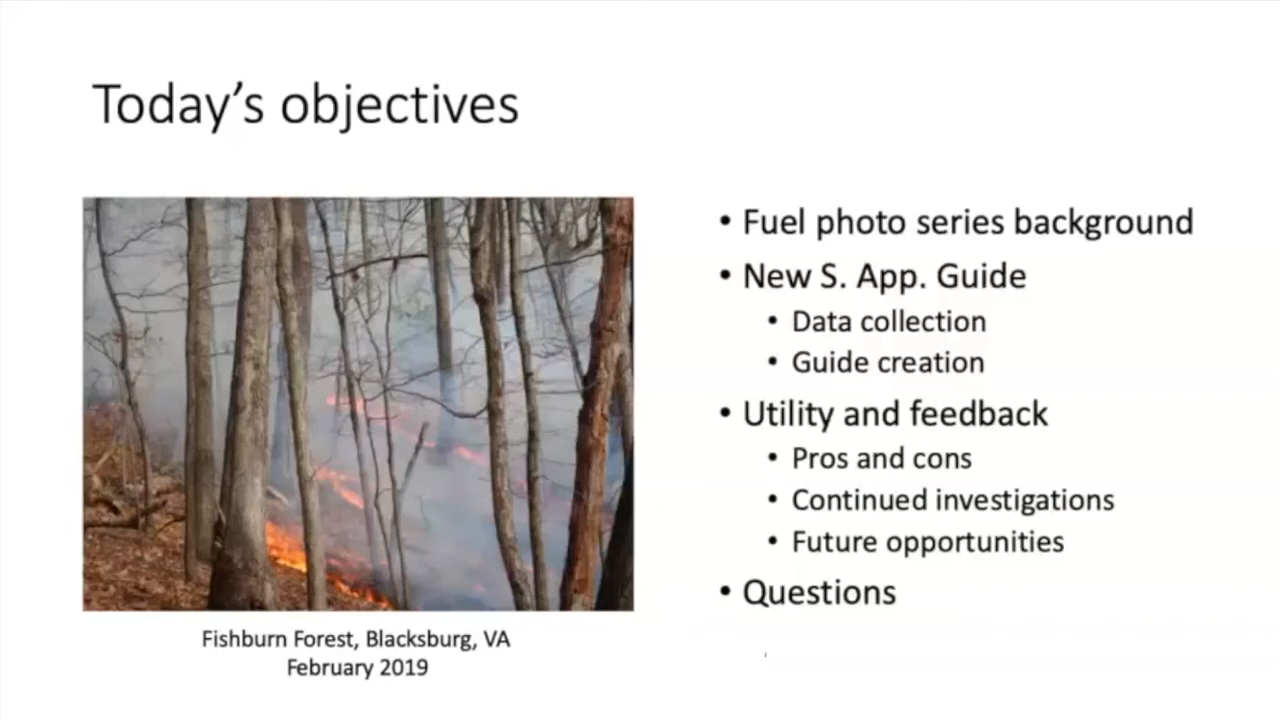 Today's objectives
• Fuel photo series background
• New S. App. Guide
• Data collection
• Guide creation
• Utility and feedback
• Pros and cons
• Continued investigations
• Future opportunities
• Questions
Fishburn Forest, Blacksburg, VA
February 2019